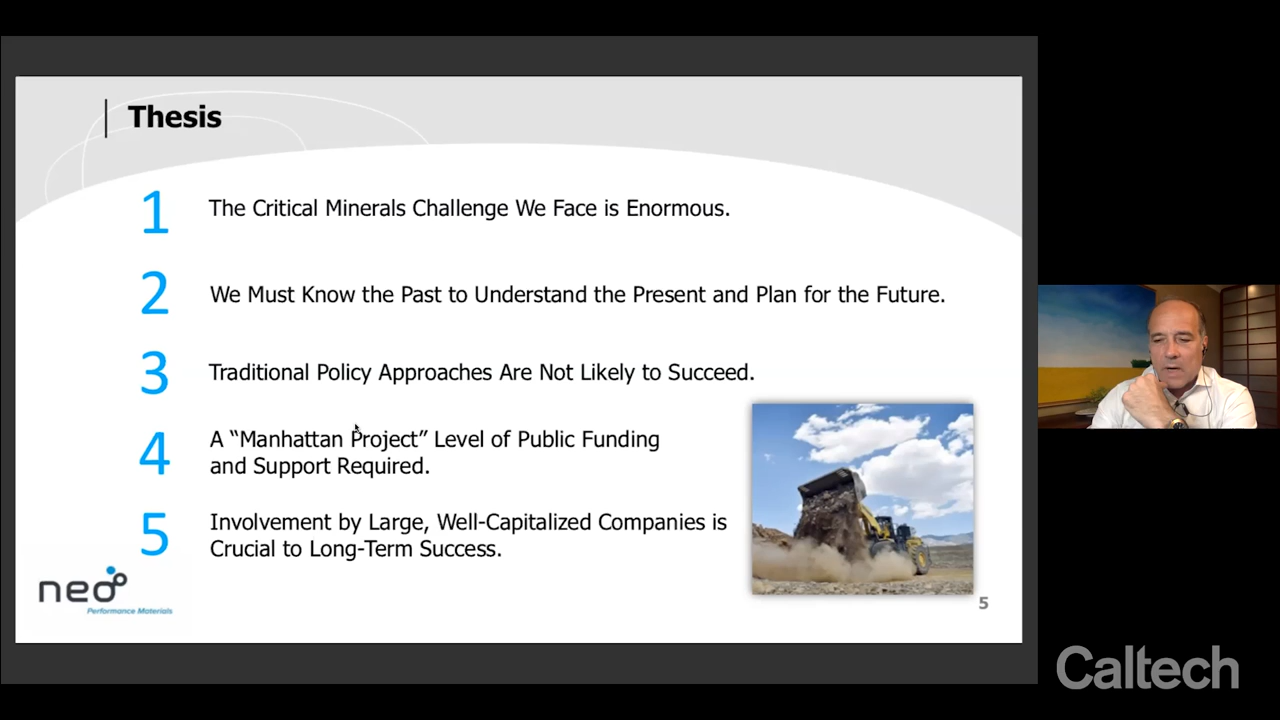 Thesis
1
The Critical Minerals Challenge We Face is Enormous.
2
We Must Know the Past to Understand the Present and Plan for the Future.
3
Traditional Policy Approaches Are Not Likely to Succeed.
4
A “Manhattan Project” Level of Public Funding
and Support Required.
5
Involvement by Large, Well-Capitalized Companies is
Crucial to Long-Term Success.
neo
Performance Materials
5
Caltech